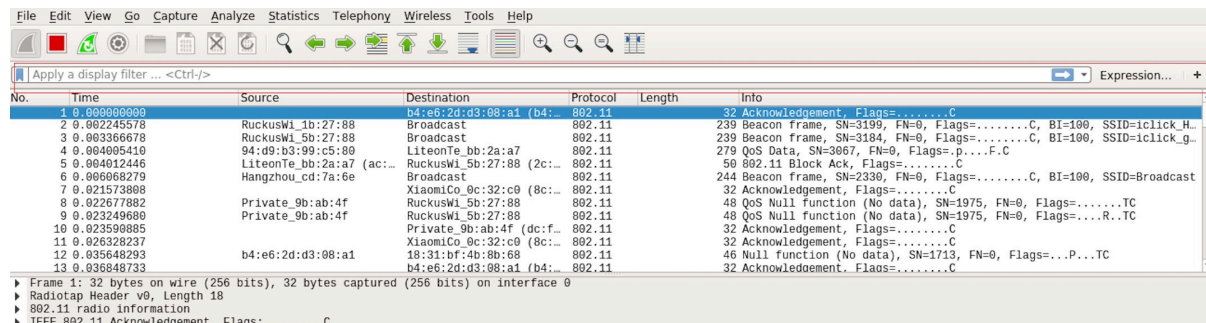 File Edit View Go Capture Analyze Statistics Telephony Wireless Tools Help
Apply a display filter ... <Ctrl-/> Expression... +
No. Time Source Destination Protocol Length Info
1 0.000000000 b4:e6:2d:d3:08:a1 (b4:… 802.11 32 Acknowledgement, Flags=........C
2 0.002245578 RuckusWi_1b:27:88 Broadcast 802.11 239 Beacon frame, SN=3199, FN=0, Flags=........C, BI=100, SSID=iclick_H…
3 0.003366678 RuckusWi_5b:27:88 Broadcast 802.11 239 Beacon frame, SN=3184, FN=0, Flags=........C, BI=100, SSID=iclick_g…
4 0.004005410 94:d9:b3:99:c5:80 LiteonTe_bb:2a:a7 802.11 279 QoS Data, SN=3067, FN=0, Flags=.p....F.C
5 0.004012446 LiteonTe_bb:2a:a7 (ac:… RuckusWi_5b:27:88 (2c:… 802.11 50 802.11 Block Ack, Flags=........C
6 0.006068279 Hangzhou_cd:7a:6e Broadcast 802.11 244 Beacon frame, SN=2330, FN=0, Flags=........C, BI=100, SSID=Broadcast
7 0.021573808 XiaomiCo_0c:32:c0 (8c:… 802.11 32 Acknowledgement, Flags=........C
8 0.022677882 Private_9b:ab:4f RuckusWi_5b:27:88 802.11 48 QoS Null function (No data), SN=1975, FN=0, Flags=.......TC
9 0.023249680 Private_9b:ab:4f RuckusWi_5b:27:88 802.11 48 QoS Null function (No data), SN=1975, FN=0, Flags=....R..TC
10 0.023590885 Private_9b:ab:4f (dc:f… 802.11 32 Acknowledgement, Flags=........C
11 0.026328237 XiaomiCo_0c:32:c0 (8c:… 802.11 32 Acknowledgement, Flags=........C
12 0.035648293 b4:e6:2d:d3:08:a1 18:31:bf:4b:8b:68 802.11 46 Null function (No data), SN=1713, FN=0, Flags=...P...TC
13 0.036848733 b4:e6:2d:d3:08:a1 (b4:… 802.11 32 Acknowledgement, Flags=........C
Frame 1: 32 bytes on wire (256 bits), 32 bytes captured (256 bits) on interface 0
Radiotap Header v0, Length 18
802.11 radio information
IEEE 802.11 Acknowledgement, Flags: ........C